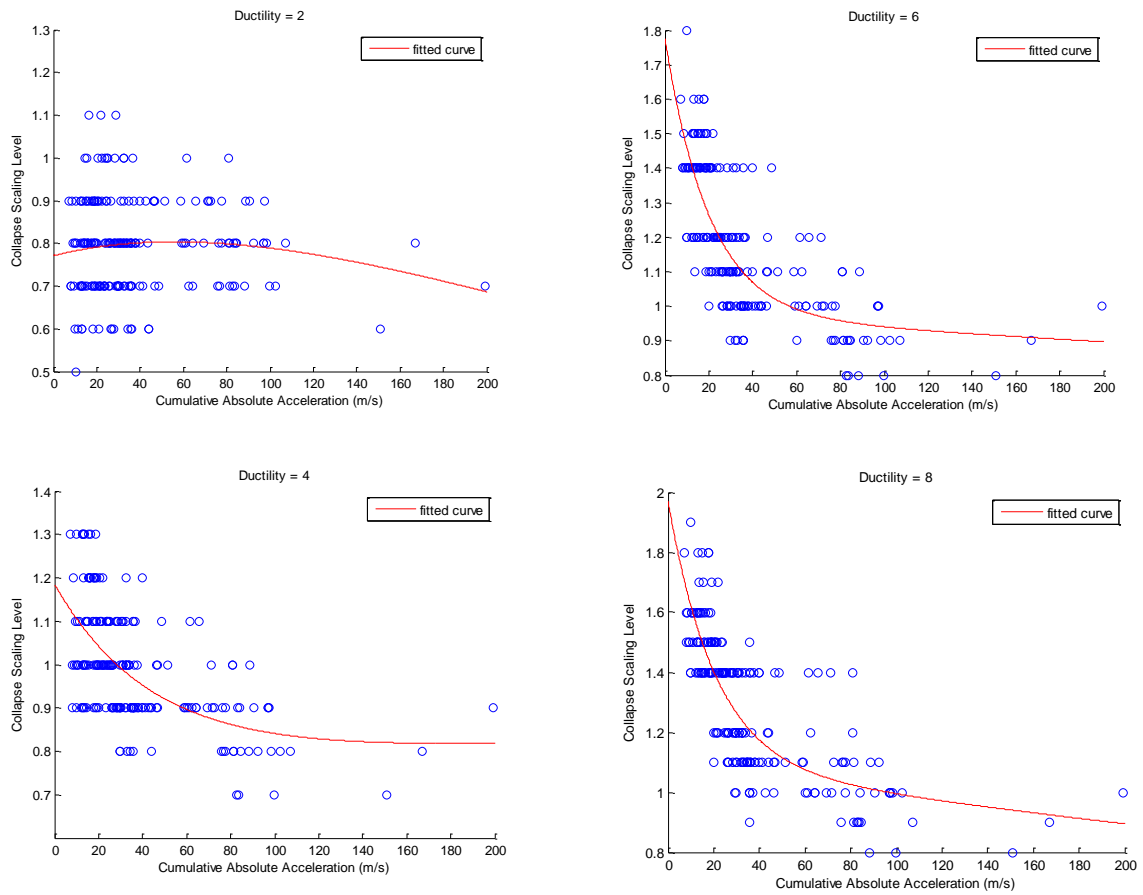 Ductility = 2
fitted curve
1.3
1.2
1.1
1
0.9
0.8
0.7
0.6
0.5
Collapse Scaling Level
0 20 40 60 80 100 120 140 160 180 200
Cumulative Absolute Acceleration (m/s)
Ductility = 6
fitted curve
1.8
1.7
1.6
1.5
1.4
1.3
1.2
1.1
1
0.9
0.8
Collapse Scaling Level
0 20 40 60 80 100 120 140 160 180 200
Cumulative Absolute Acceleration (m/s)
Ductility = 4
fitted curve
1.4
1.3
1.2
1.1
1
0.9
0.8
0.7
Collapse Scaling Level
0 20 40 60 80 100 120 140 160 180 200
Cumulative Absolute Acceleration (m/s)
Ductility = 8
fitted curve
2
1.8
1.6
1.4
1.2
1
0.8
Collapse Scaling Level
0 20 40 60 80 100 120 140 160 180 200
Cumulative Absolute Acceleration (m/s)